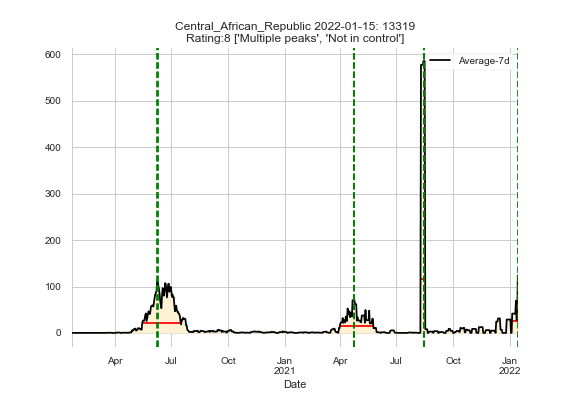 Central_African_Republic 2022-01-15: 13319
Rating:8 ['Multiple peaks', 'Not in control']
Average-7d
600
500
400
300
200
100
0
Apr Jul Oct Jan Apr Jul Oct Jan
2021 2022
Date